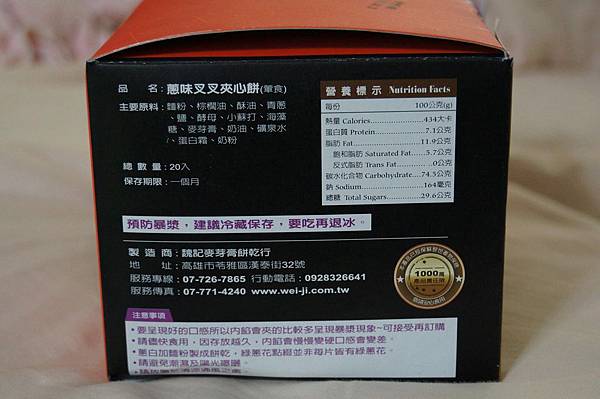 品　名：蔥味叉叉夾心餅(葷食)
主要原料：麵粉、棕櫚油、酥油、青蔥
、鹽、酵母、小蘇打、海藻
糖、麥芽膏、奶油、礦泉水
/、蛋白霜、奶粉
總 數 量：20入
保存期限：一個月
營 養 標 示 Nutrition Facts
每份 100公克(g)
熱量 Calories 434大卡
蛋白質 Protein 7.1公克
脂肪 Fat 11.9公克
飽和脂肪 Saturated Fat 5.7公克
反式脂肪 Trans Fat .0公克
碳水化合物 Carbohydrate 74.5公克
鈉 Sodium 164毫克
總糖 Total Sugars 29.6公克
預防暴漿，建議冷藏保存，要吃再退冰。
製 造 商：魏記麥芽膏餅乾行
地　　址：高雄市苓雅區漢泰街32號
服務專線：07-726-7865 行動電話：0928326641
服務傳真：07-771-4240 www.wei-ji.com.tw
1000萬
產品責任險
注意事項
•要呈現好的口感所以內餡會夾的比較多呈現暴漿現象~可接受再訂購
•請儘快食用，因存放越久，內餡會慢慢變硬口感會變差。
•蔥白加麵粉製成餅乾，綠蔥花點綴並非每片皆有綠蔥花。
•請避免潮濕及陽光曝曬。